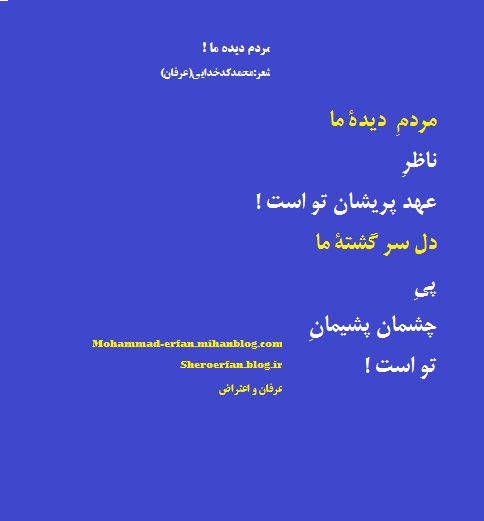 مردم دیده ما !
شعر:محمدکدخدایی(عرفان)
مردمِ دیدهٔ ما
ناظرِ
عهد پریشان تو است !
دل سر گشتهٔ ما
پیِ
چشمان پشیمانِ
تو است !
Mohammad-erfan.mihanblog.com
Sheroerfan.blog.ir
عرفان و اعتراض